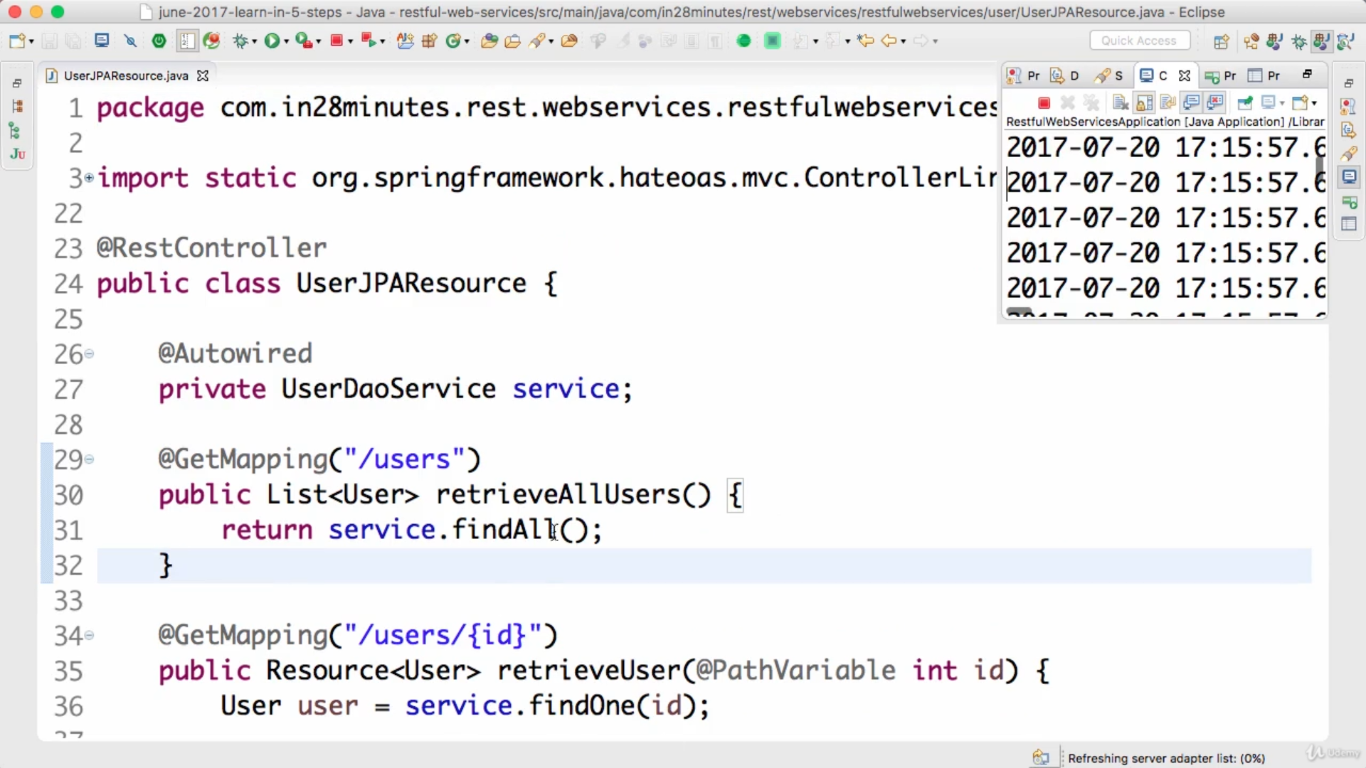 june-2017-learn-in-5-steps - Java - restful-web-services/src/main/java/com/in28minutes/rest/webservices/restfulwebservices/user/UserJPAResource.java - Eclipse
Quick Access
UserJPAResource.java
Pr D S C Pr Pr
RestfulWebServicesApplication [Java Application] /Librar
2017-07-20 17:15:57.6
2017-07-20 17:15:57.6
2017-07-20 17:15:57.6
2017-07-20 17:15:57.6
2017-07-20 17:15:57.6
1 package com.in28minutes.rest.webservices.restfulwebservices
2
3 import static org.springframework.hateoas.mvc.ControllerLin
22
23 @RestController
24 public class UserJPAResource {
25
26 @Autowired
27 private UserDaoService service;
28
29 @GetMapping("/users")
30 public List<User> retrieveAllUsers() {
31 return service.findAll();
32 }
33
34 @GetMapping("/users/{id}")
35 public Resource<User> retrieveUser(@PathVariable int id) {
36 User user = service.findOne(id);
Refreshing server adapter list: (0%)
Udemy